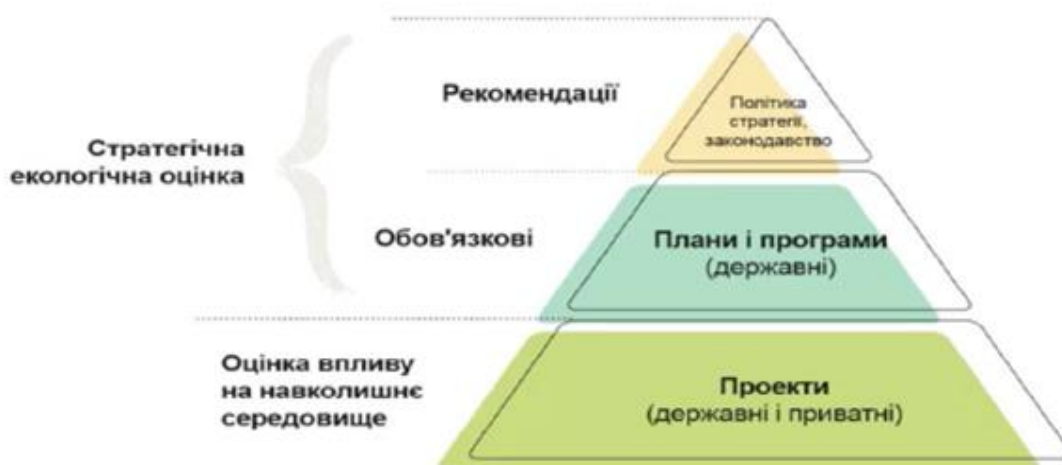 Рекомендації
Політика
стратегії,
законодавство
Стратегічна
екологічна оцінка
Обов'язкові
Плани і програми
(державні)
Оцінка впливу
на навколишнє
середовище
Проекти
(державні і приватні)